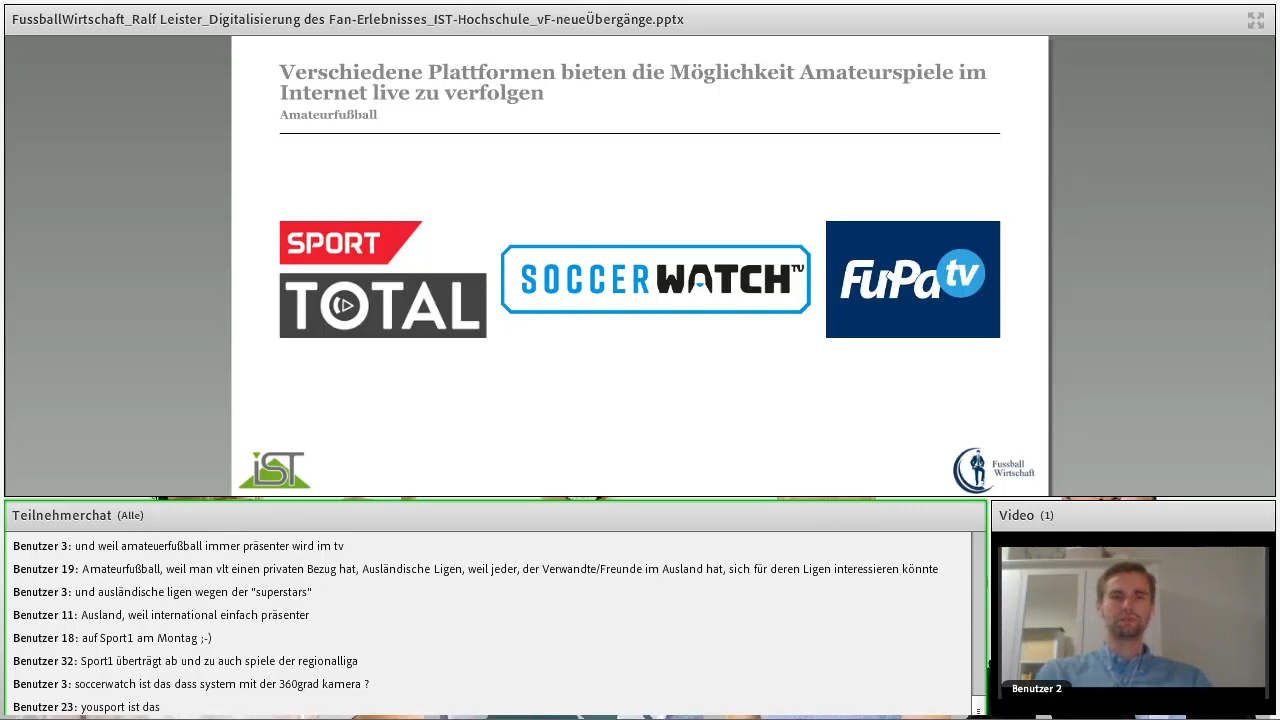 FussballWirtschaft_Ralf Leister_Digitalisierung des Fan-Erlebnisses_IST-Hochschule_vF-neueÜbergänge.pptx
Verschiedene Plattformen bieten die Möglichkeit Amateurspiele im
Internet live zu verfolgen
Amateurfußball
SPORT
TOTAL
SOCCERWATCH TV
FuPa tv
iST
Fussball
Wirtschaft
Teilnehmerchat (Alle)
Benutzer 3: und weil amateuerfußball immer präsenter wird im tv
Benutzer 19: Amateurfußball, weil man vlt einen privaten Bezug hat, Ausländische Ligen, weil jeder, der Verwandte/Freunde im Ausland hat, sich für deren Ligen interessieren könnte
Benutzer 3: und ausländische ligen wegen der "superstars"
Benutzer 11: Ausland, weil international einfach präsenter
Benutzer 18: auf Sport1 am Montag ;-)
Benutzer 32: Sport1 überträgt ab und zu auch spiele der regionalliga
Benutzer 3: soccerwatch ist das dass system mit der 360grad kamera ?
Benutzer 23: yousport ist das
Video (1)
Benutzer 2